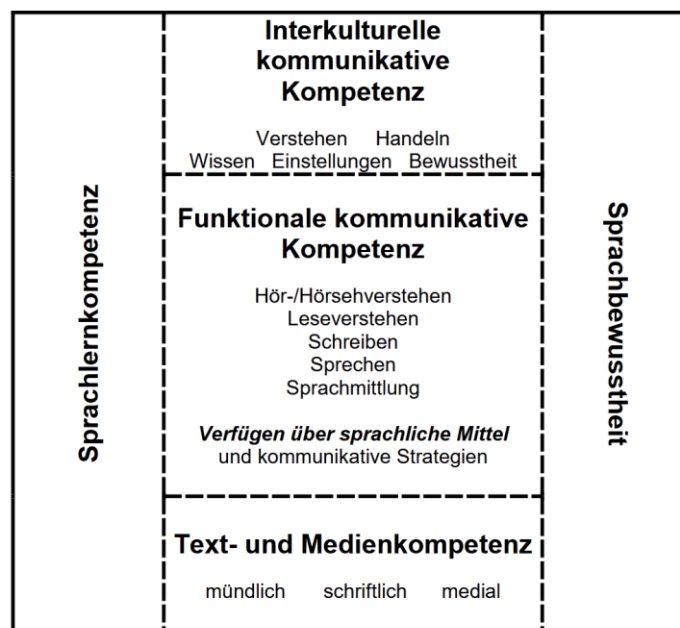 Sprachlernkompetenz
Interkulturelle
kommunikative
Kompetenz
Verstehen Handeln
Wissen Einstellungen Bewusstheit
Funktionale kommunikative
Kompetenz
Hör-/Hörsehverstehen
Leseverstehen
Schreiben
Sprechen
Sprachmittlung
Verfügen über sprachliche Mittel
und kommunikative Strategien
Text- und Medienkompetenz
mündlich schriftlich medial
Sprachbewusstheit